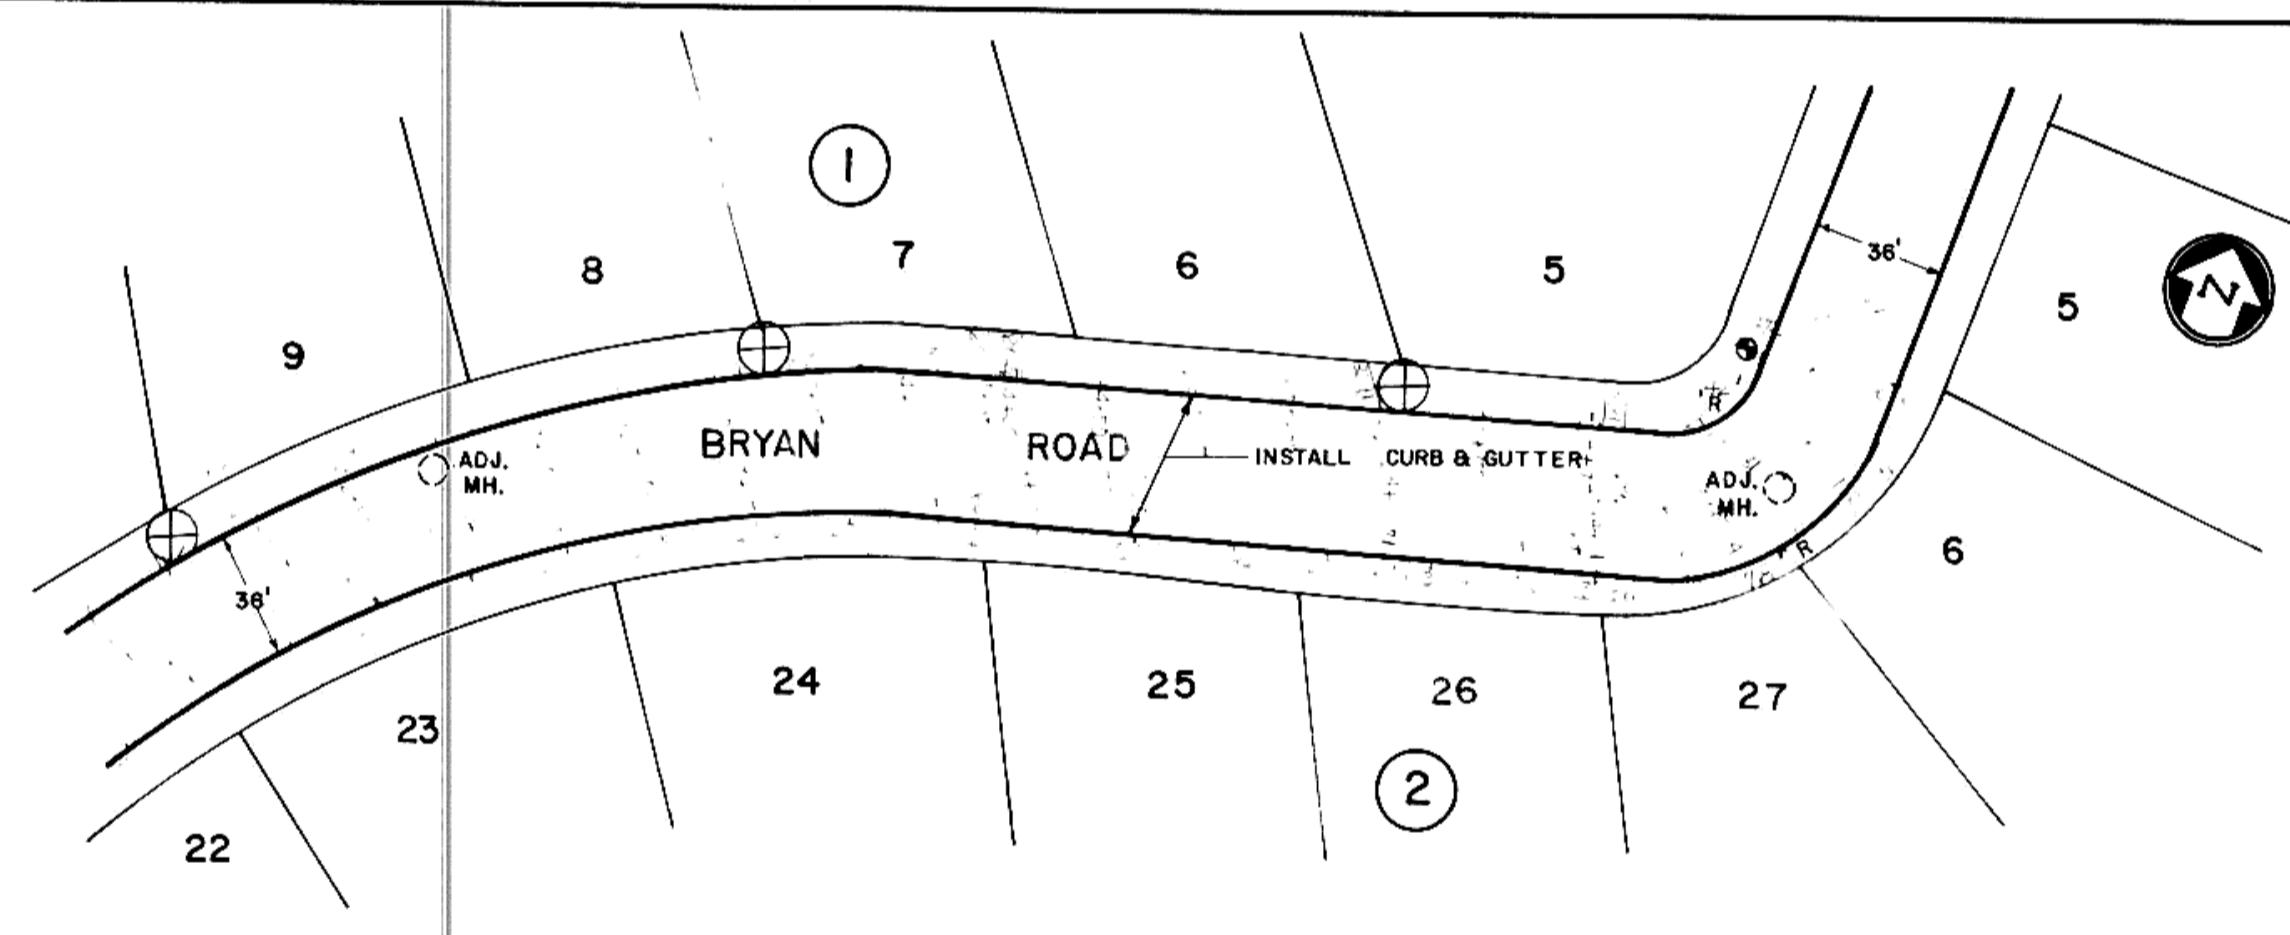 1
7
8
6
5
36'
5
N
9
BRYAN ROAD
INSTALL CURB & GUTTER
ADJ.
MH.
ADJ.
MH.
R
R
36'
6
24
25
26
27
23
2
22